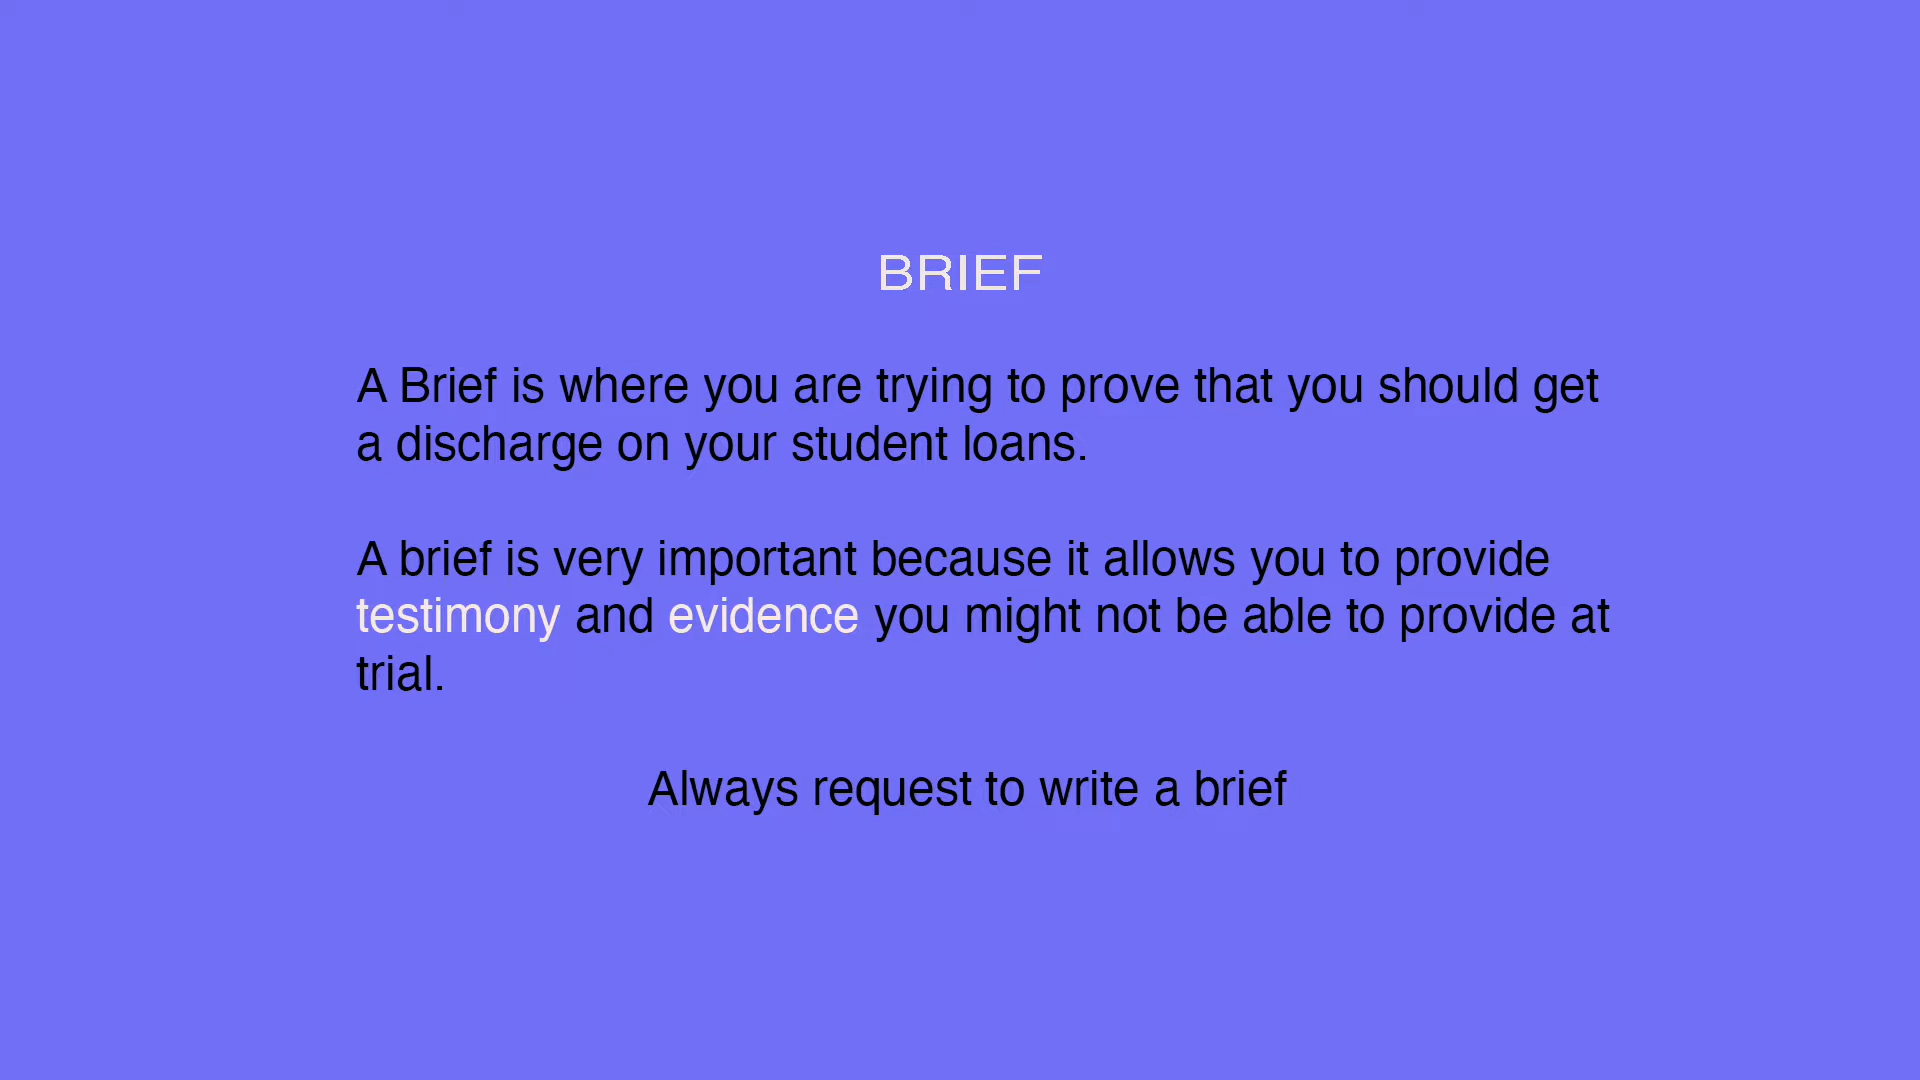 BRIEF
A Brief is where you are trying to prove that you should get
a discharge on your student loans.
A brief is very important because it allows you to provide
testimony and evidence you might not be able to provide at
trial.
Always request to write a brief